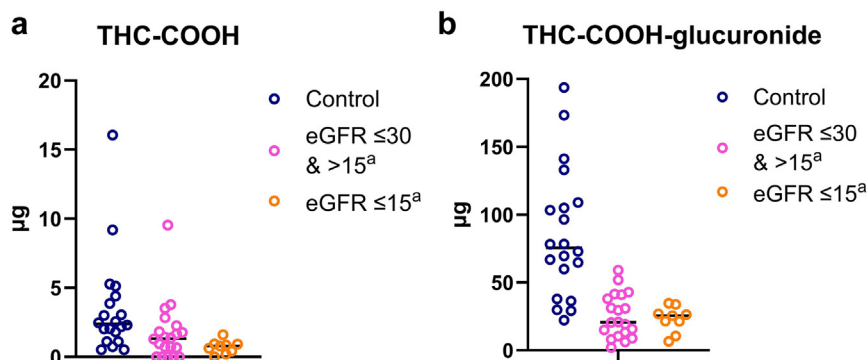 a
THC-COOH
20
15
10
5
0
µg
Control
eGFR ≤30
& >15ᵃ
eGFR ≤15ᵃ
b
THC-COOH-glucuronide
200
150
100
50
0
µg
Control
eGFR ≤30
& >15ᵃ
eGFR ≤15ᵃ